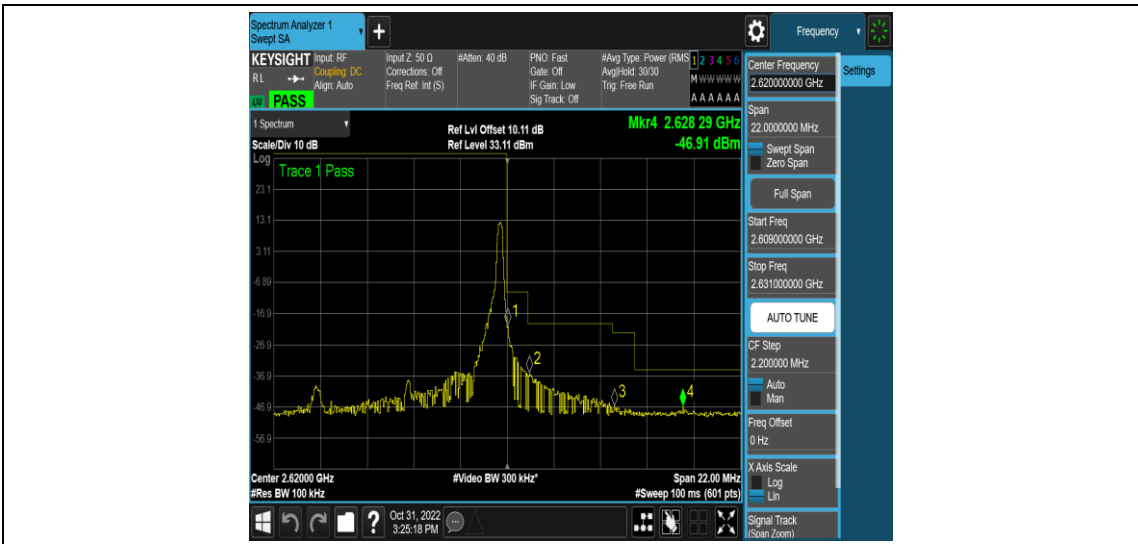 Spectrum Analyzer 1
Swept SA
+
Frequency
KEYSIGHT
RL
LXI
PASS
Input: RF
Coupling: DC
Align: Auto
Input Z: 50 Ω
Corrections: Off
Freq Ref: Int (S)
#Atten: 40 dB
PNO: Fast
Gate: Off
IF Gain: Low
Sig Track: Off
#Avg Type: Power (RMS
Avg|Hold: 30/30
Trig: Free Run
1 2 3 4 5 6
M W W W W W
A A A A A A
1 Spectrum
Scale/Div 10 dB
Ref Lvl Offset 10.11 dB
Ref Level 33.11 dBm
Mkr4 2.628 29 GHz
-46.91 dBm
Log
Trace 1 Pass
23.1
13.1
3.11
-6.89
-16.9
-26.9
-36.9
-46.9
-56.9
1
2
3
4
Center 2.62000 GHz
#Res BW 100 kHz
#Video BW 300 kHz*
Span 22.00 MHz
#Sweep 100 ms (601 pts)
?
Oct 31, 2022
3:25:18 PM
Center Frequency
2.620000000 GHz
Settings
Span
22.0000000 MHz
Swept Span
Zero Span
Full Span
Start Freq
2.609000000 GHz
Stop Freq
2.631000000 GHz
AUTO TUNE
CF Step
2.200000 MHz
Auto
Man
Freq Offset
0 Hz
X Axis Scale
Log
Lin
Signal Track
(Span Zoom)